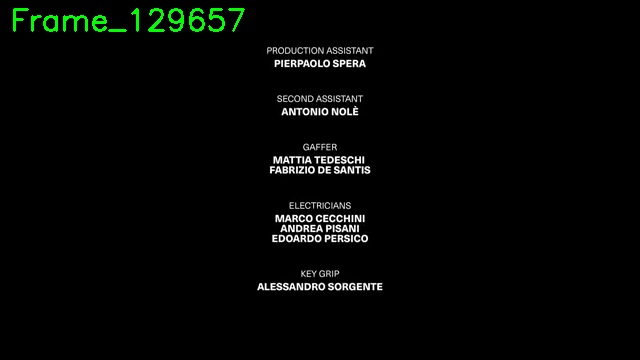 Frame_129657
PRODUCTION ASSISTANT
PIERPAOLO SPERA
SECOND ASSISTANT
ANTONIO NOLÈ
GAFFER
MATTIA TEDESCHI
FABRIZIO DE SANTIS
ELECTRICIANS
MARCO CECCHINI
ANDREA PISANI
EDOARDO PERSICO
KEY GRIP
ALESSANDRO SORGENTE